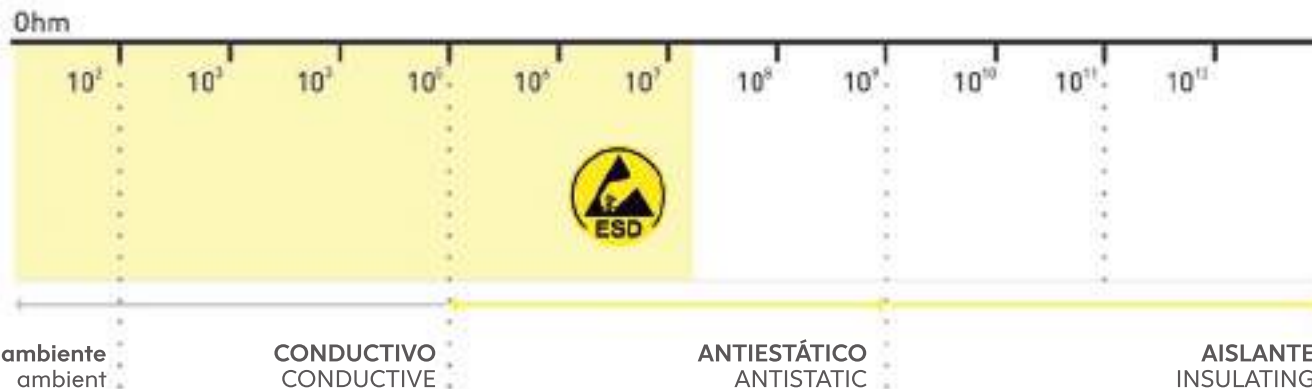 Ohm
10² 10³ 10³ 10⁵ 10⁶ 10⁷ 10⁸ 10⁹ 10¹⁰ 10¹¹ 10¹²
ESD
ambiente CONDUCTIVO ANTIESTÁTICO AISLANTE
ambient CONDUCTIVE ANTISTATIC INSULATING